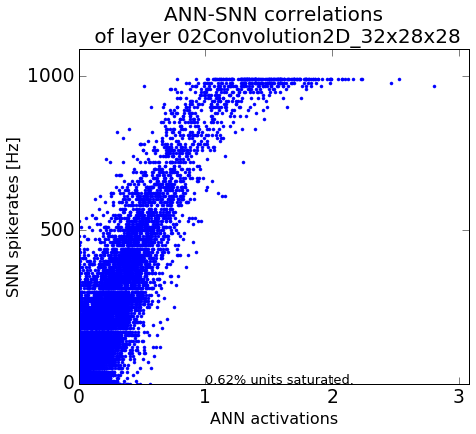 ANN-SNN correlations
of layer 02Convolution2D_32x28x28
1000
500
0
SNN spikerates [Hz]
0.62% units saturated.
0 1 2 3
ANN activations